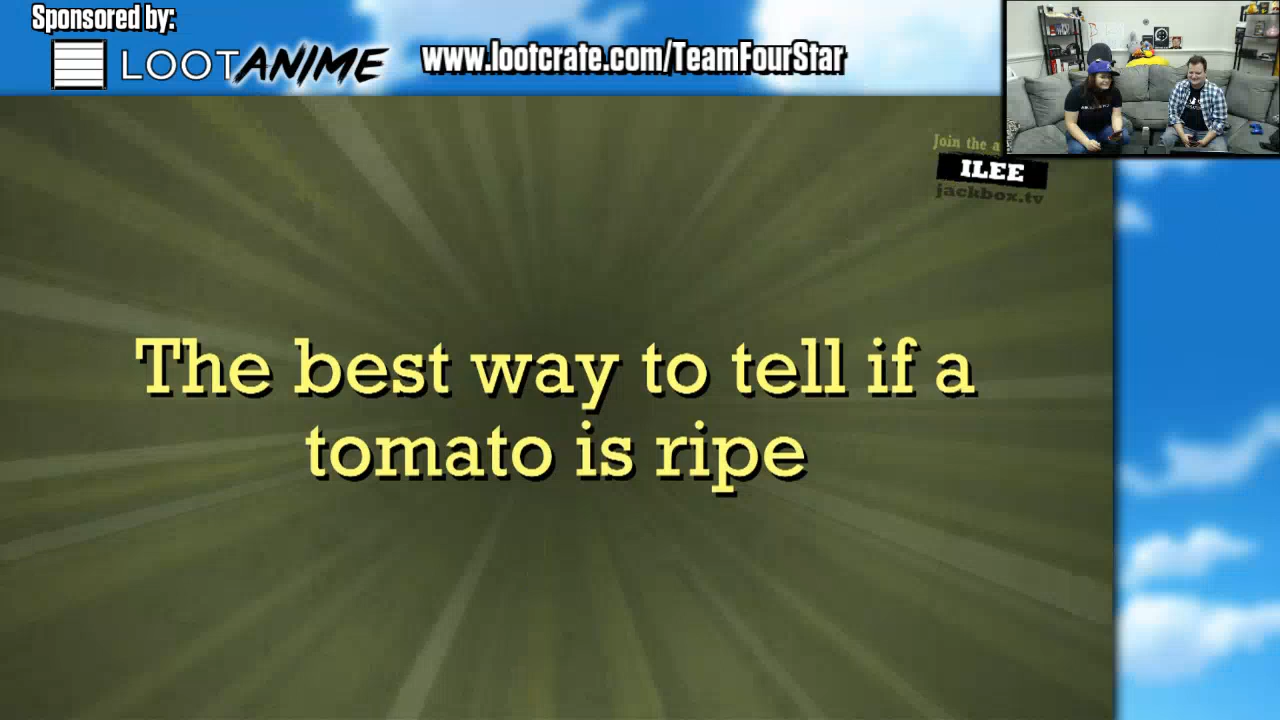 Sponsored by:
LOOTANIME
www.lootcrate.com/TeamFourStar
Join the a
ILEE
jackbox.tv
The best way to tell if a
tomato is ripe